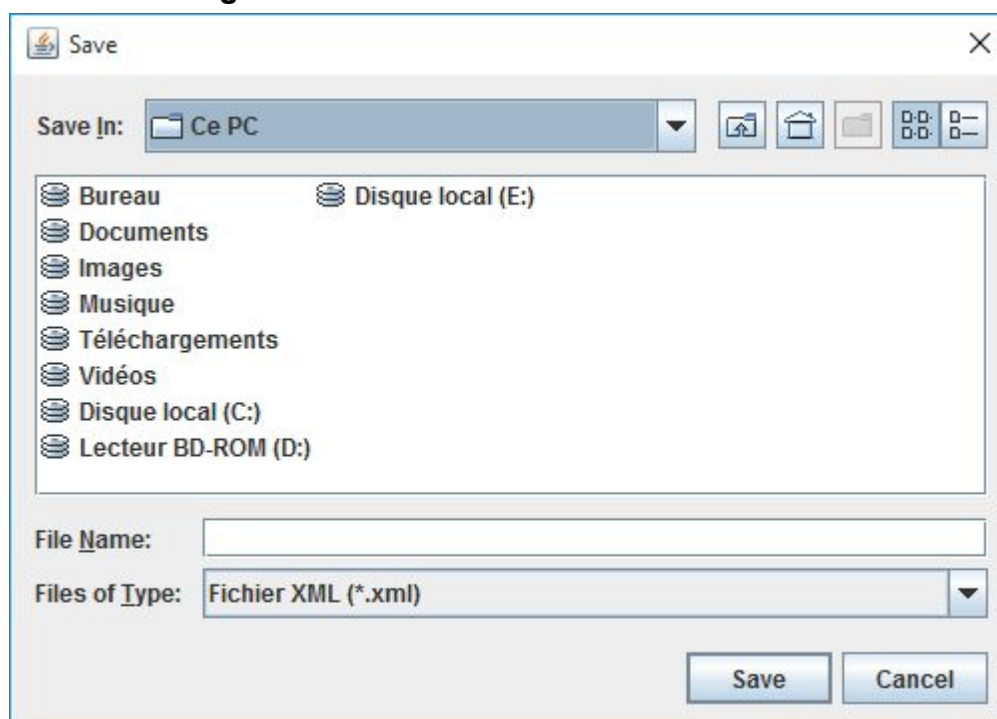 Save
Save In: Ce PC
Bureau Disque local (E:)
Documents
Images
Musique
Téléchargements
Vidéos
Disque local (C:)
Lecteur BD-ROM (D:)
File Name:
Files of Type: Fichier XML (*.xml)
Save Cancel